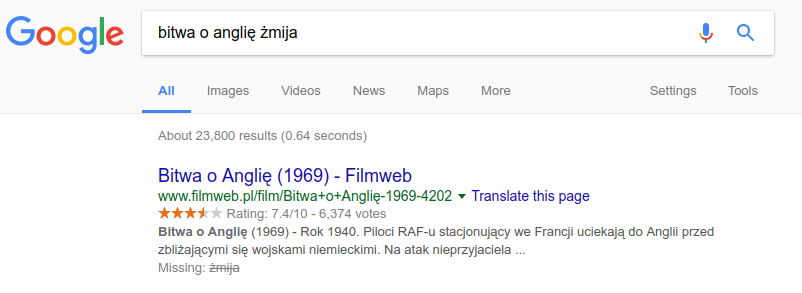 Google
bitwa o anglię żmija
All Images Videos News Maps More Settings Tools
About 23,800 results (0.64 seconds)
Bitwa o Anglię (1969) - Filmweb
www.filmweb.pl/film/Bitwa+o+Anglię-1969-4202 Translate this page
Rating: 7.4/10 - 6,374 votes
Bitwa o Anglię (1969) - Rok 1940. Piloci RAF-u stacjonujący we Francji uciekają do Anglii przed
zbliżającymi się wojskami niemieckimi. Na atak nieprzyjaciela ...
Missing: żmija